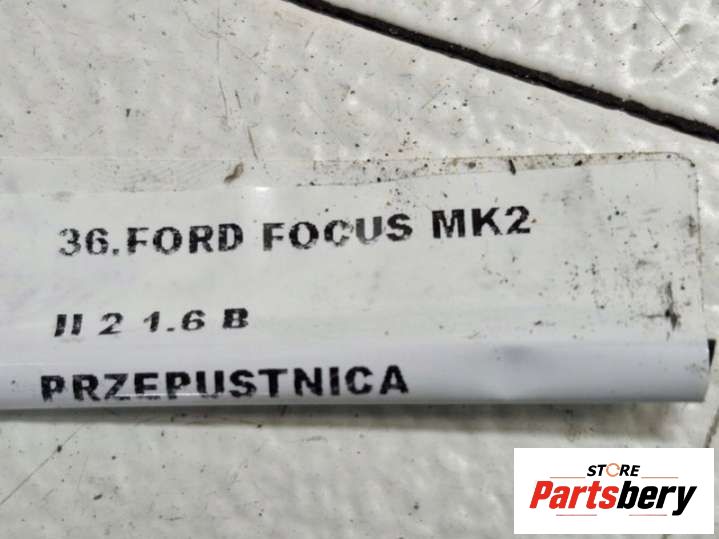 36.FORD FOCUS MK2
II 2 1.6 B
PRZEPUSTNICA
STORE
Partsbery